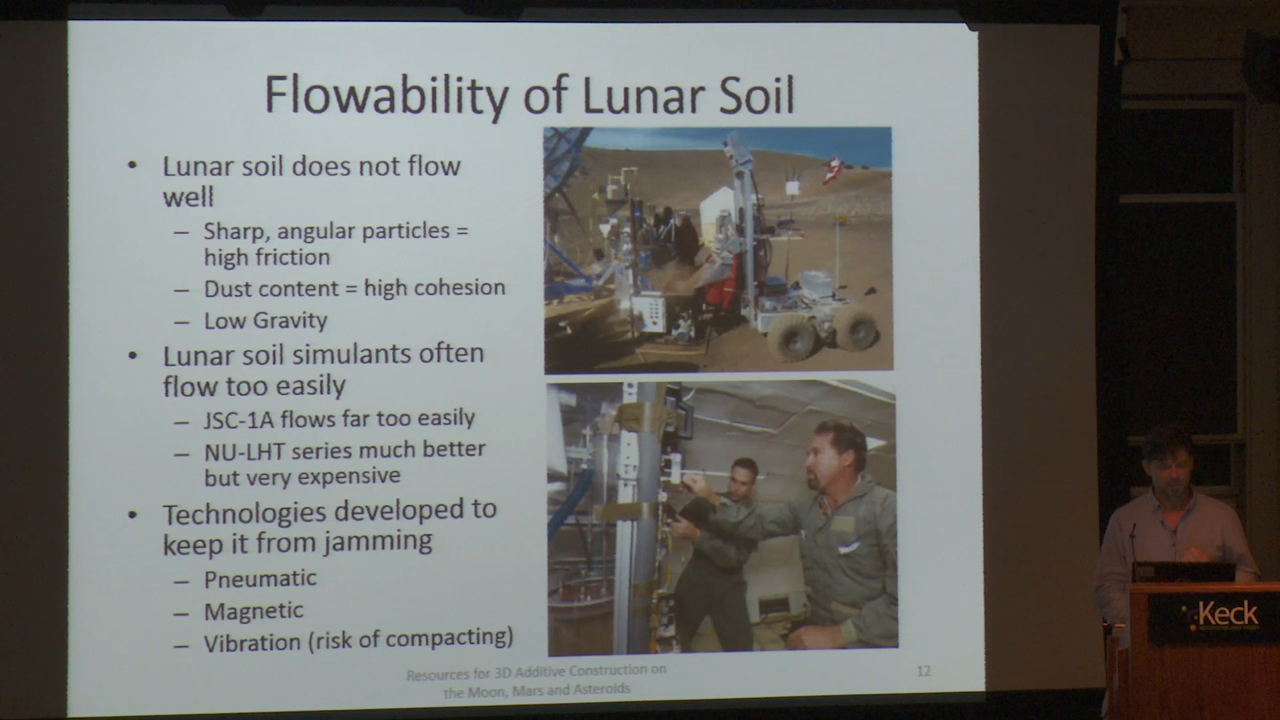 Flowability of Lunar Soil
• Lunar soil does not flow
well
– Sharp, angular particles =
high friction
– Dust content = high cohesion
– Low Gravity
• Lunar soil simulants often
flow too easily
– JSC-1A flows far too easily
– NU-LHT series much better
but very expensive
• Technologies developed to
keep it from jamming
– Pneumatic
– Magnetic
– Vibration (risk of compacting)
Resources for 3D Additive Construction on
the Moon, Mars and Asteroids
12
Keck